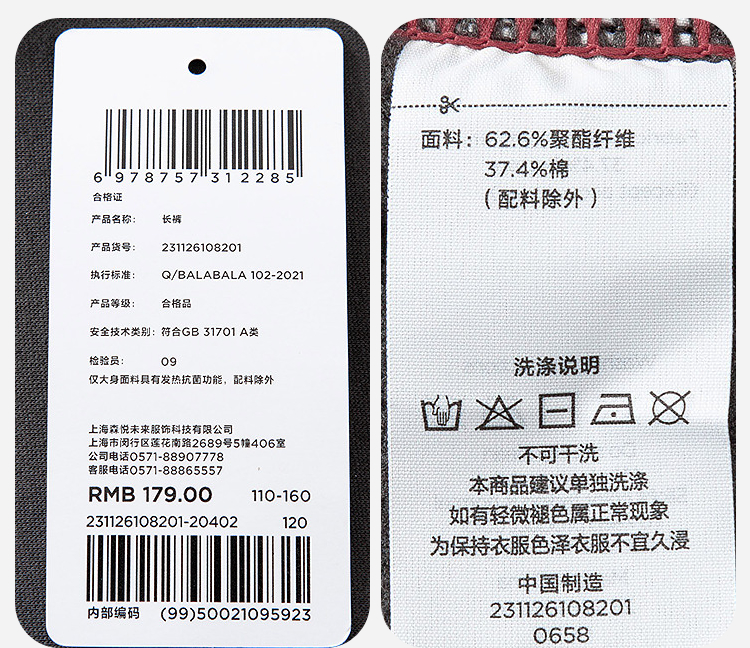 6 978757 312285
合格证
产品名称： 长裤
产品货号： 231126108201
执行标准： Q/BALABALA 102-2021
产品等级： 合格品
安全技术类别：符合GB 31701 A类
检验员： 09
仅大身面料具有发热抗菌功能，配料除外
上海森悦未来服饰科技有限公司
上海市闵行区莲花南路2689号5幢406室
公司电话0571-88907778
客服电话0571-88865557
RMB 179.00 110-160
231126108201-20402 120
内部编码 (99)50021095923
面料：62.6%聚酯纤维
37.4%棉
（配料除外）
洗涤说明
不可干洗
本商品建议单独洗涤
如有轻微褪色属正常现象
为保持衣服色泽衣服不宜久浸
中国制造
231126108201
0658